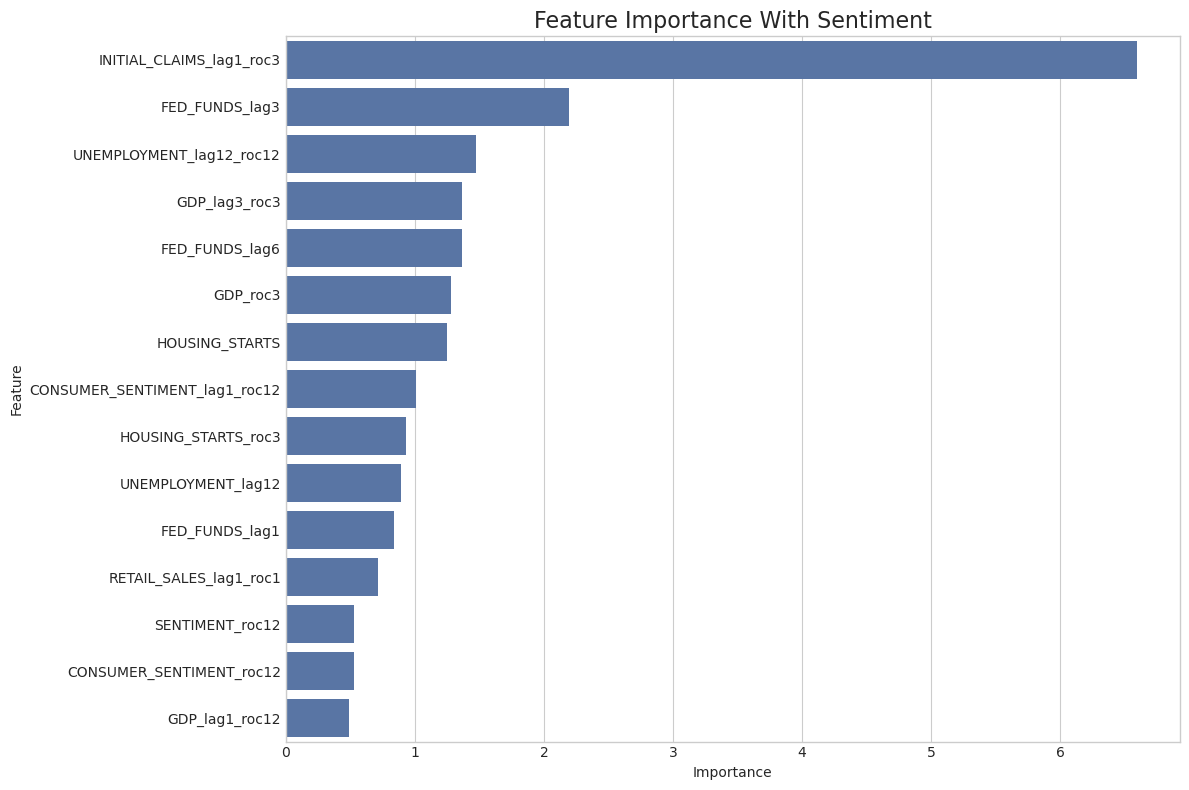 Feature Importance With Sentiment
INITIAL_CLAIMS_lag1_roc3
FED_FUNDS_lag3
UNEMPLOYMENT_lag12_roc12
GDP_lag3_roc3
FED_FUNDS_lag6
GDP_roc3
HOUSING_STARTS
CONSUMER_SENTIMENT_lag1_roc12
HOUSING_STARTS_roc3
UNEMPLOYMENT_lag12
FED_FUNDS_lag1
RETAIL_SALES_lag1_roc1
SENTIMENT_roc12
CONSUMER_SENTIMENT_roc12
GDP_lag1_roc12
Feature
0 1 2 3 4 5 6
Importance